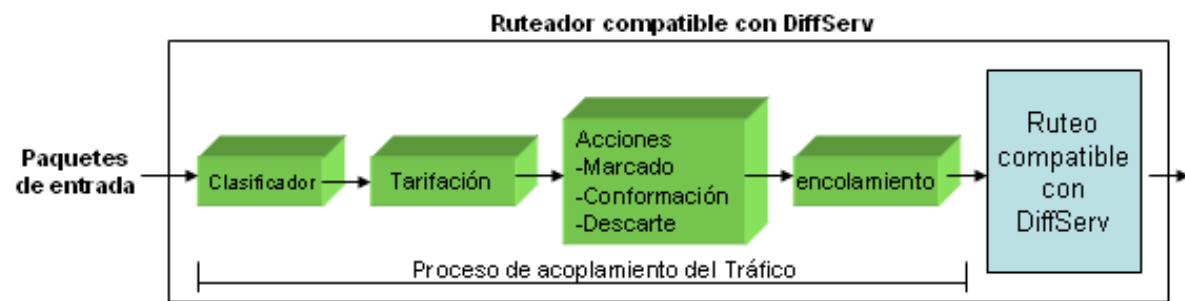 Ruteador compatible con DiffServ
Paquetes
de entrada
Clasificador
Tarifación
Acciones
-Marcado
-Conformación
-Descarte
encolamiento
Ruteo
compatible
con
DiffServ
Proceso de acoplamiento del Tráfico